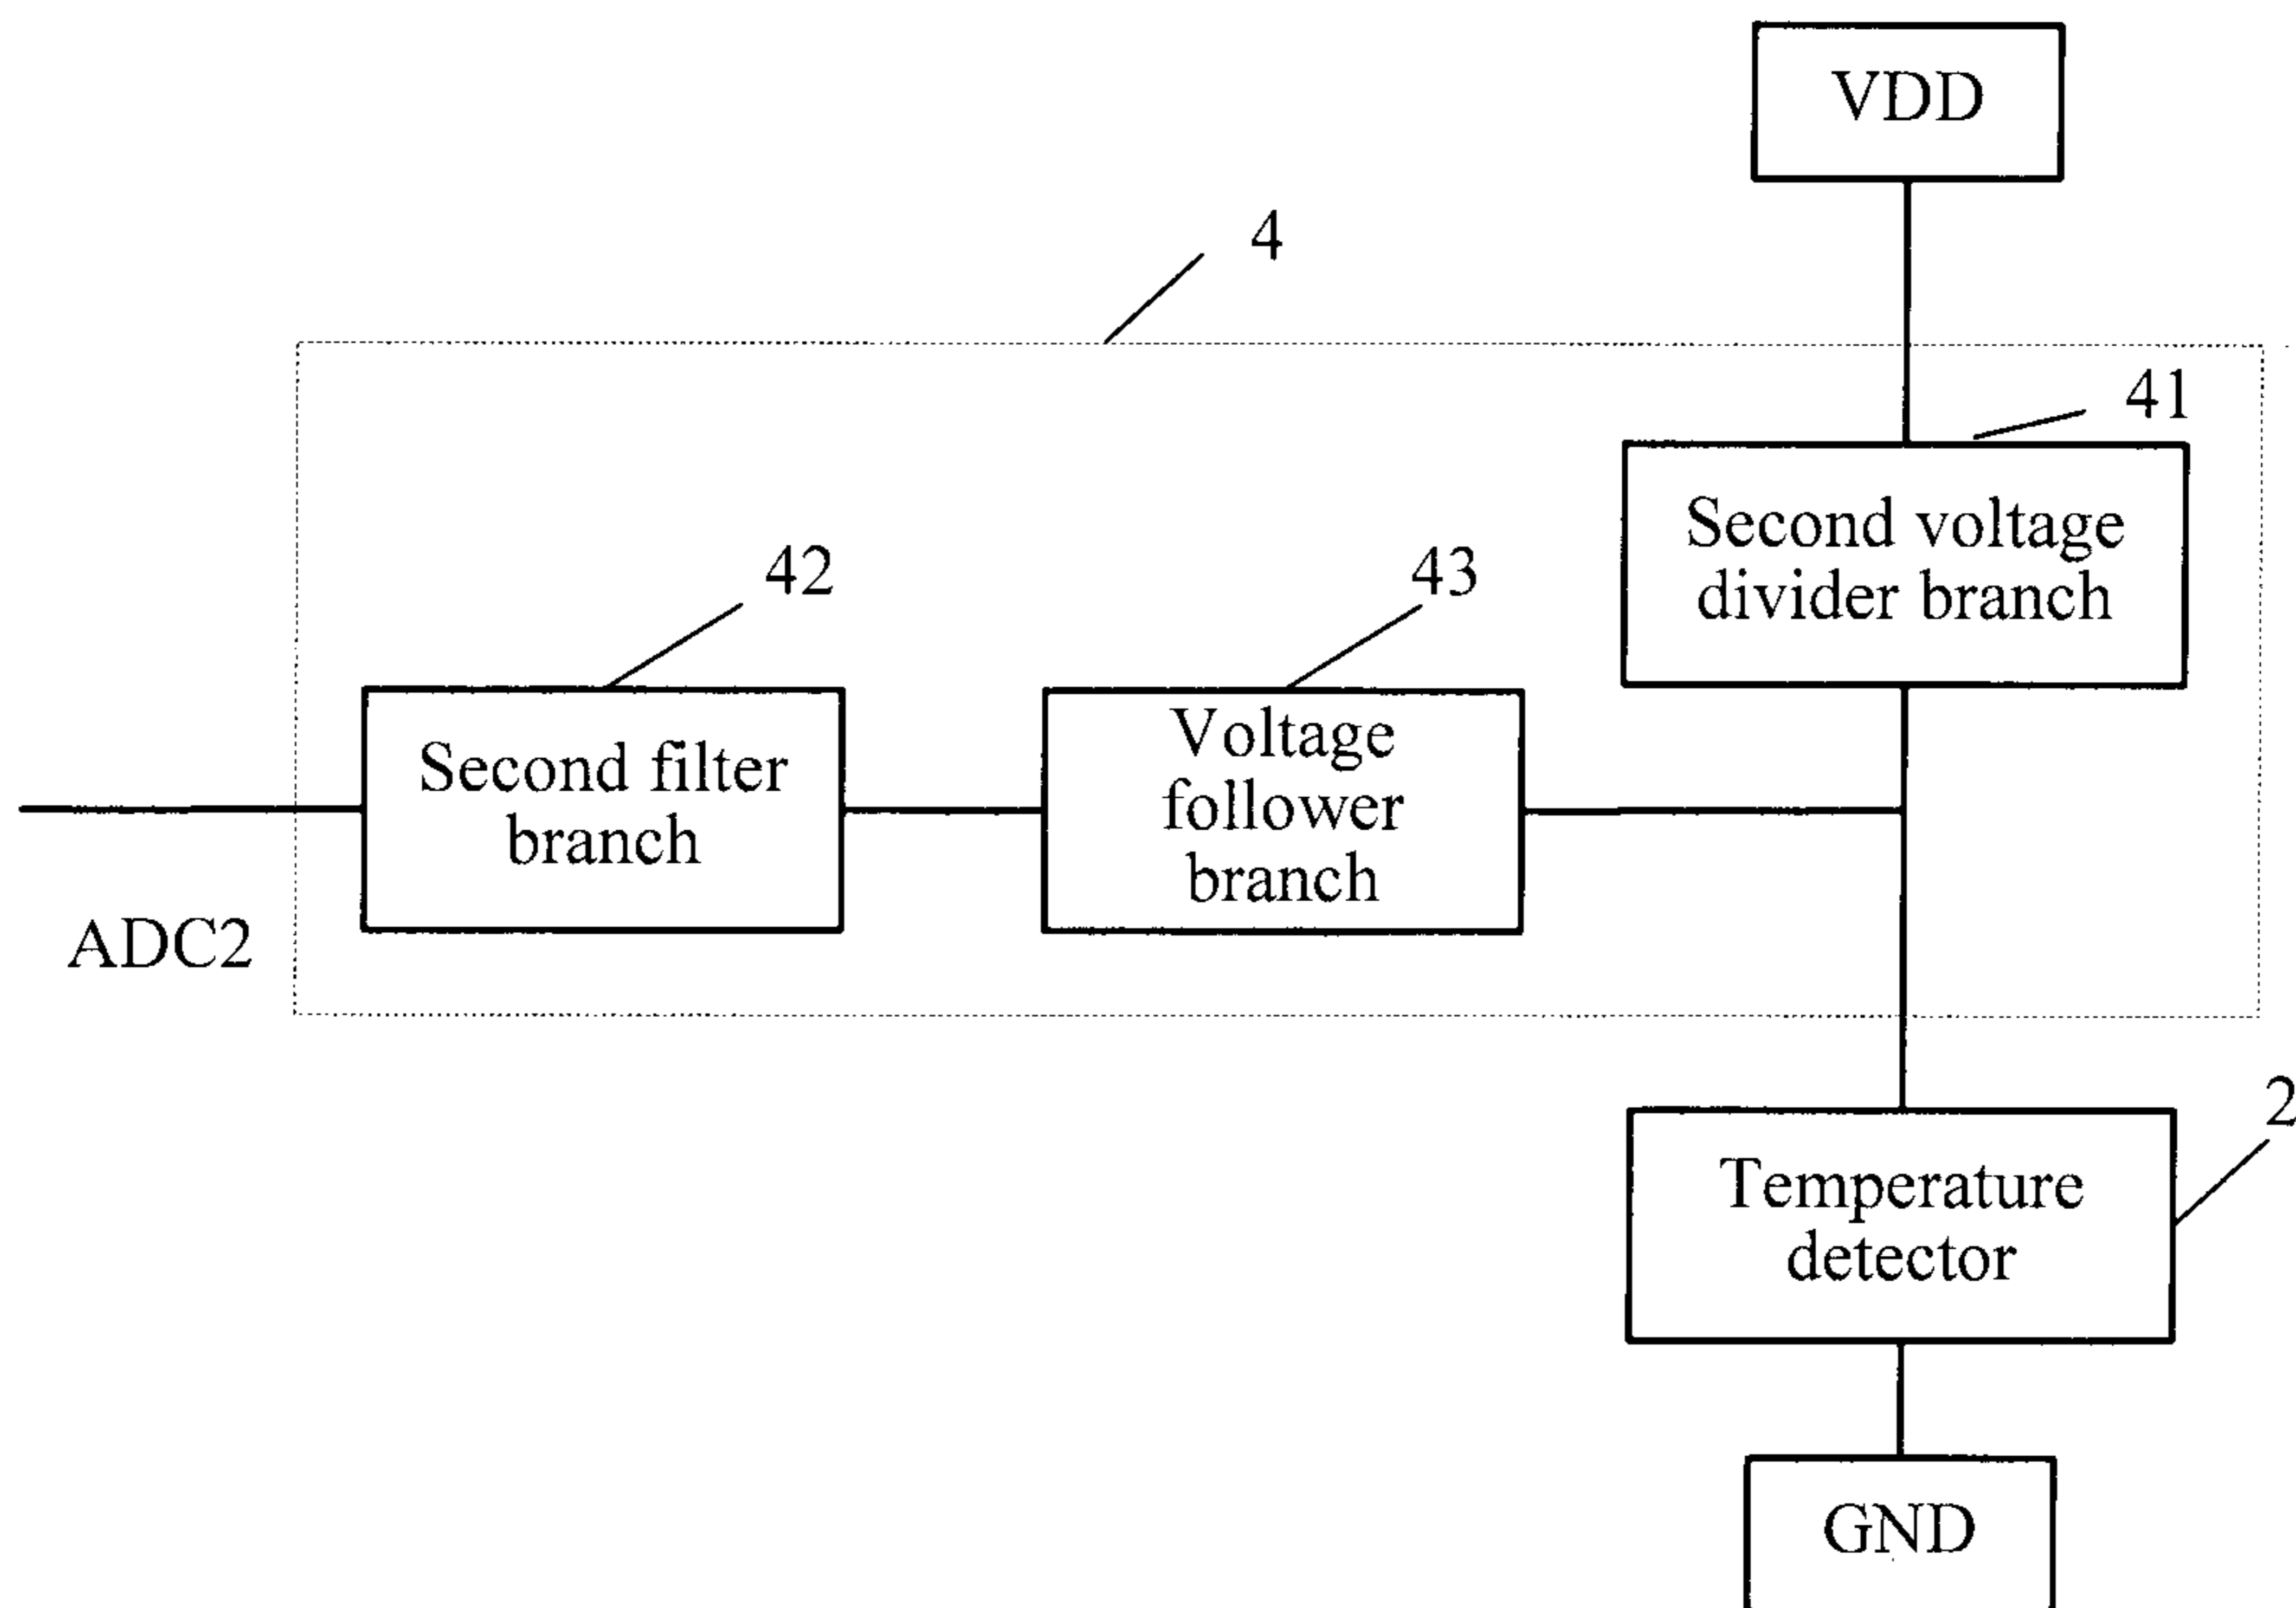 VDD
4
41
Second voltage
divider branch
42
43
Second filter
branch
Voltage
follower
branch
ADC2
2
Temperature
detector
GND